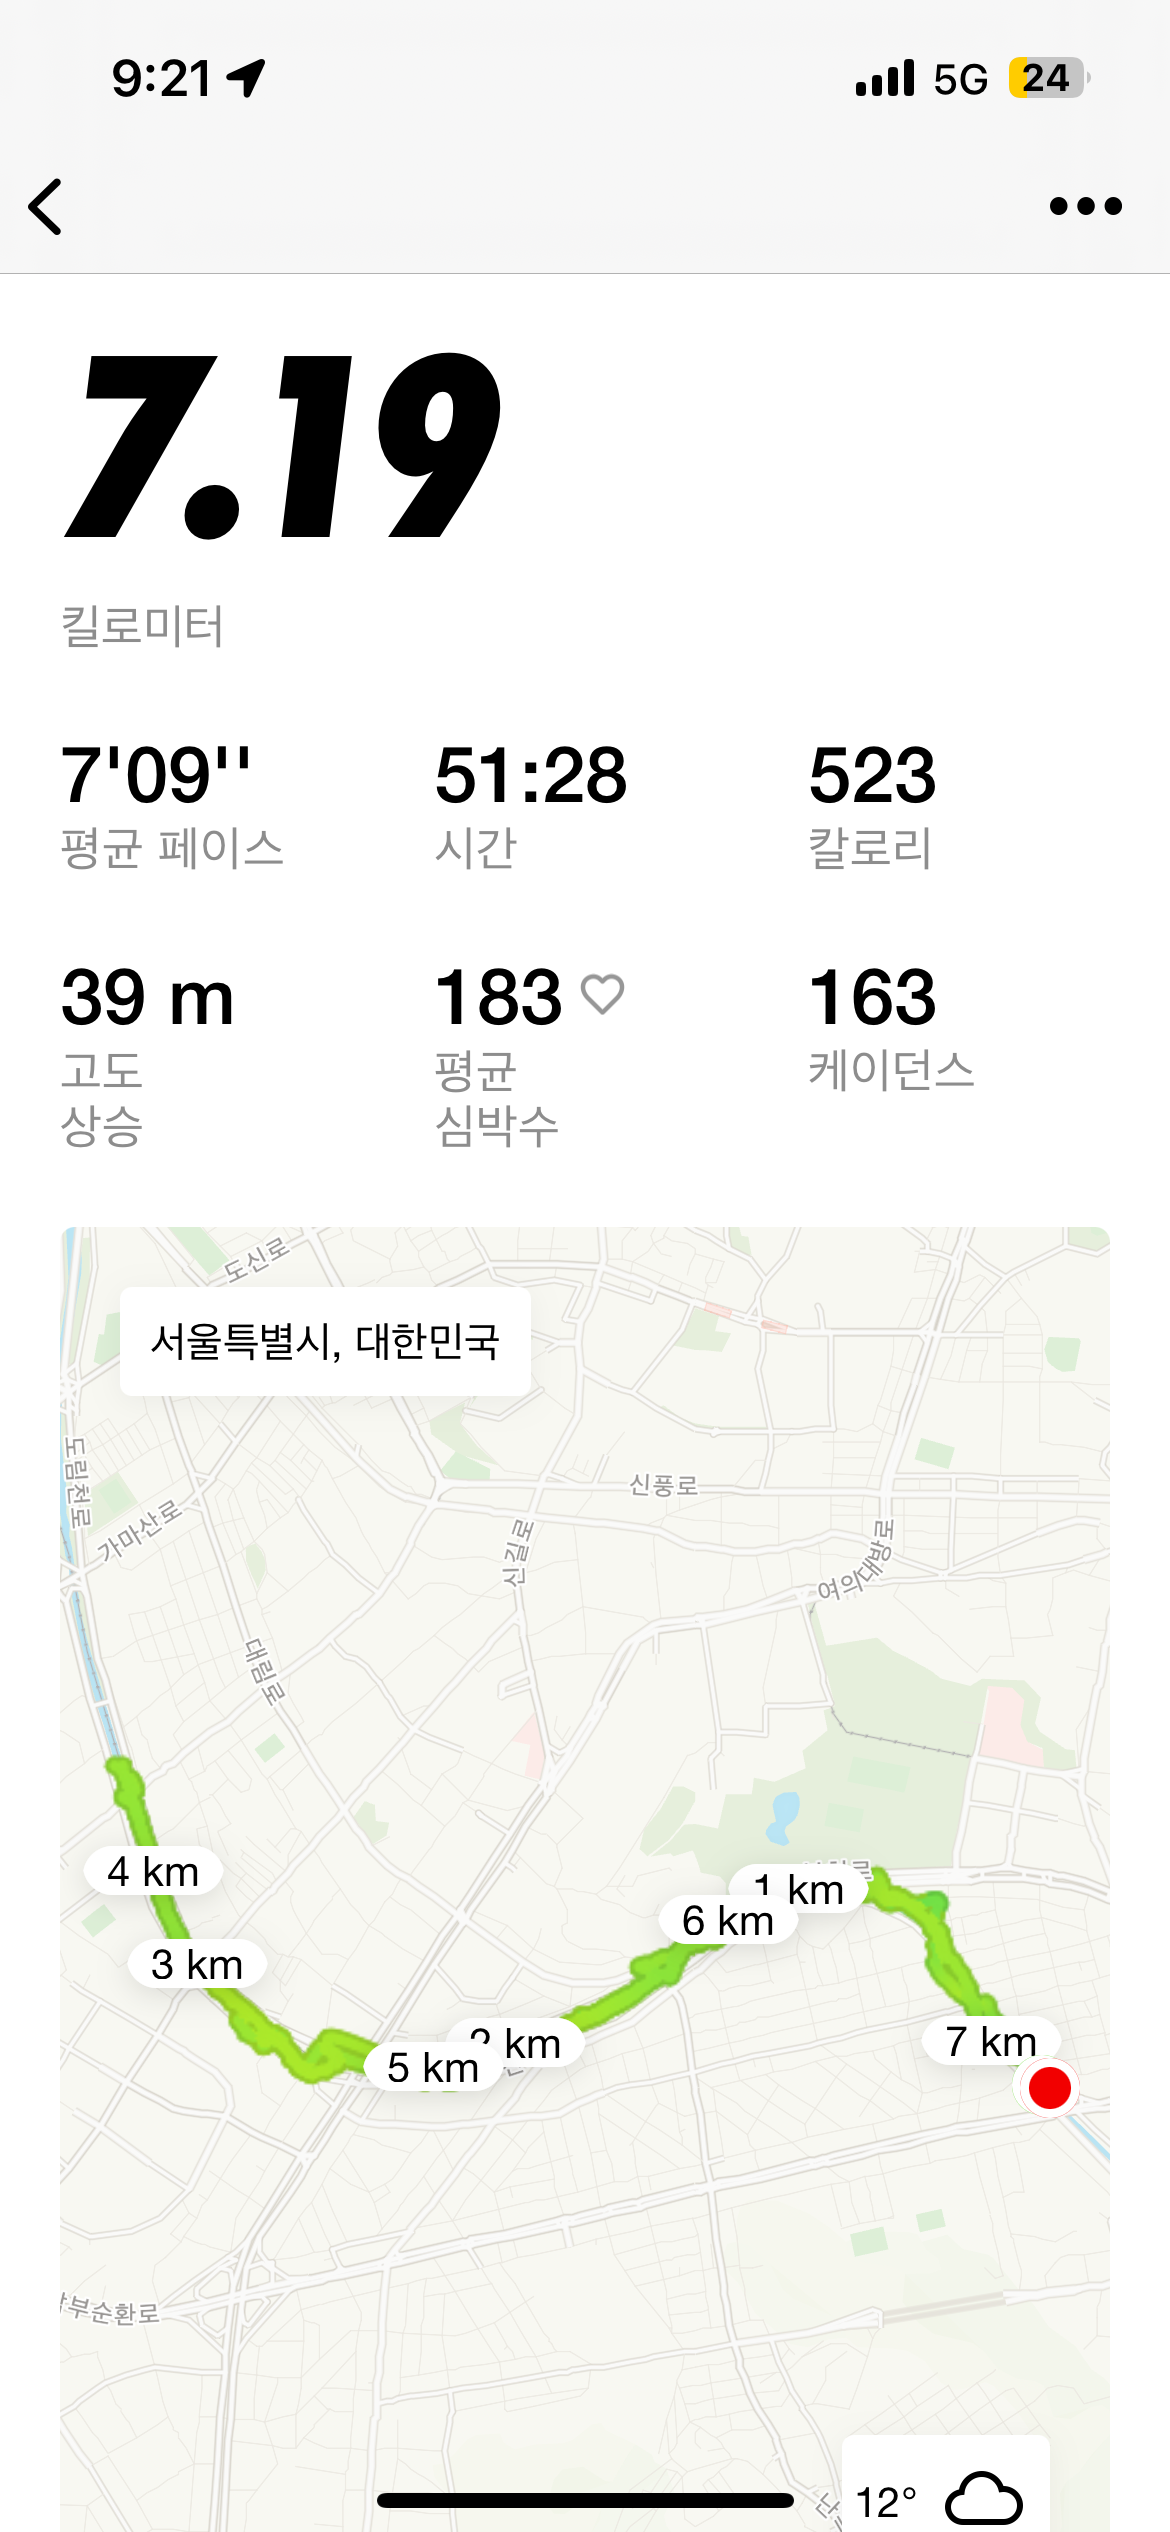 9:21
5G 24
7.19
킬로미터
7'09''
평균 페이스
51:28
시간
523
칼로리
39 m
고도
상승
183
평균
심박수
163
케이던스
도신로
서울특별시, 대한민국
도림천로
가마산로
신풍로
신길로
여의대방로
대림로
4 km
1 km
6 km
3 km
2 km
5 km
7 km
부순환로
12°